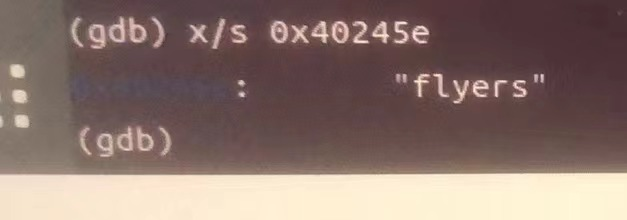 (gdb) x/s 0x40245e
: "flyers"
(gdb)